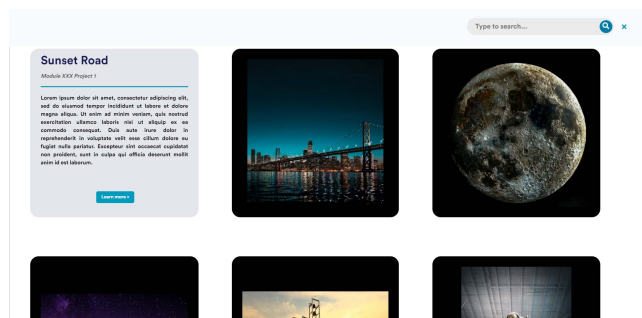 Type to search...
×
Sunset Road
Module XXX Project 1
Lorem ipsum dolor sit amet, consectetur adipiscing elit,
sed do eiusmod tempor incididunt ut labore et dolore
magna aliqua. Ut enim ad minim veniam, quis nostrud
exercitation ullamco laboris nisi ut aliquip ex ea
commodo consequat. Duis aute irure dolor in
reprehenderit in voluptate velit esse cillum dolore eu
fugiat nulla pariatur. Excepteur sint occaecat cupidatat
non proident, sunt in culpa qui officia deserunt mollit
anim id est laborum.
Learn more >